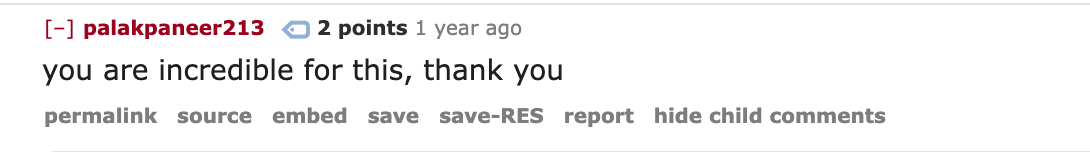 [–] palakpaneer213 2 points 1 year ago
you are incredible for this, thank you
permalink source embed save save-RES report hide child comments